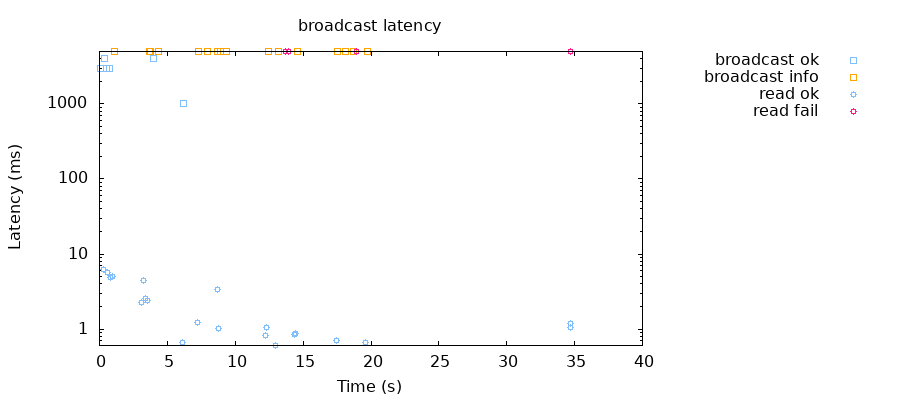 broadcast latency
broadcast ok
broadcast info
read ok
read fail
Latency (ms)
1000
100
10
1
0 5 10 15 20 25 30 35 40
Time (s)